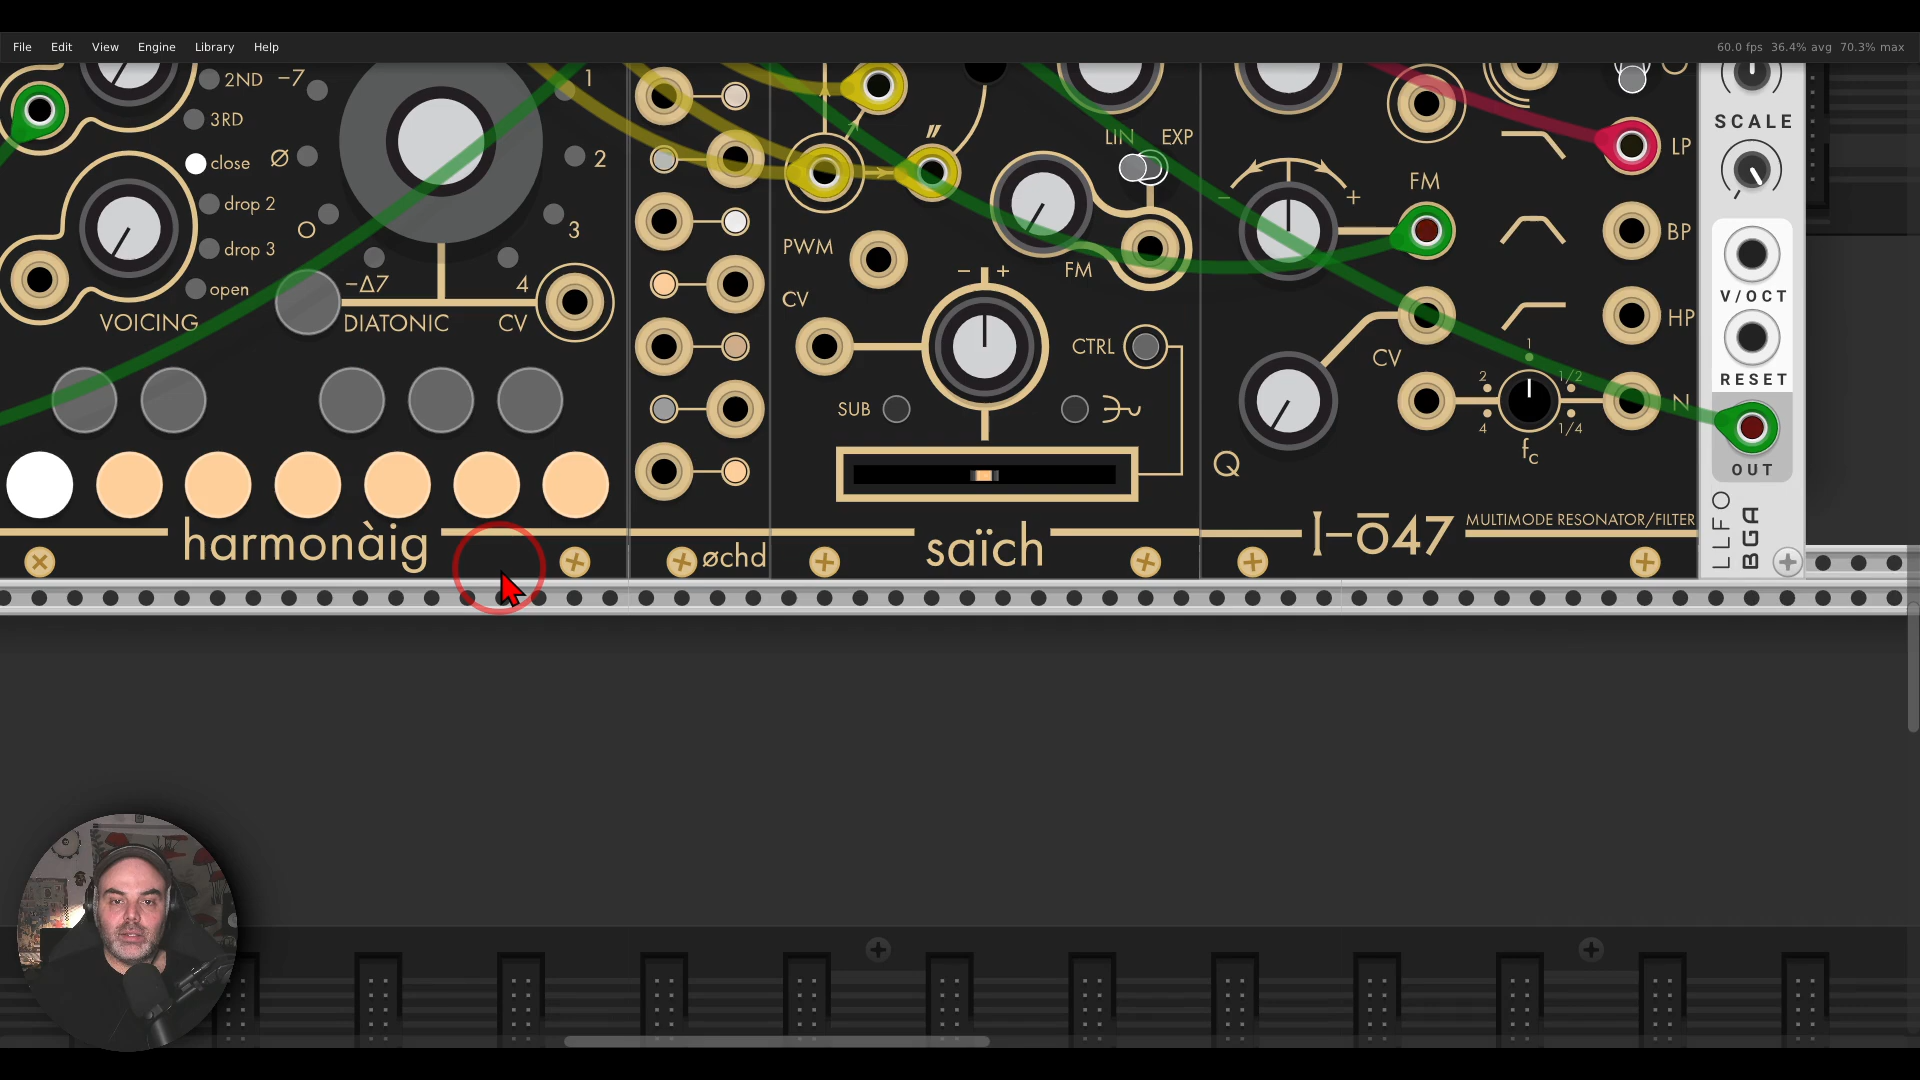 File Edit View Engine Library Help
60.0 fps 36.4% avg 70.3% max
2ND
-7
3RD
close
Ø
drop 2
O
drop 3
open
VOICING
1
2
3
4
-Δ7
DIATONIC
CV
harmonàig
øchd
LIN EXP
PWM
FM
CV
- +
CTRL
SUB
saïch
- +
FM
CV
Q
LP
BP
HP
N
1
2
1/2
4
1/4
fc
I-ō47
MULTIMODE RESONATOR/FILTER
SCALE
V/OCT
RESET
OUT
LLFO
BGA